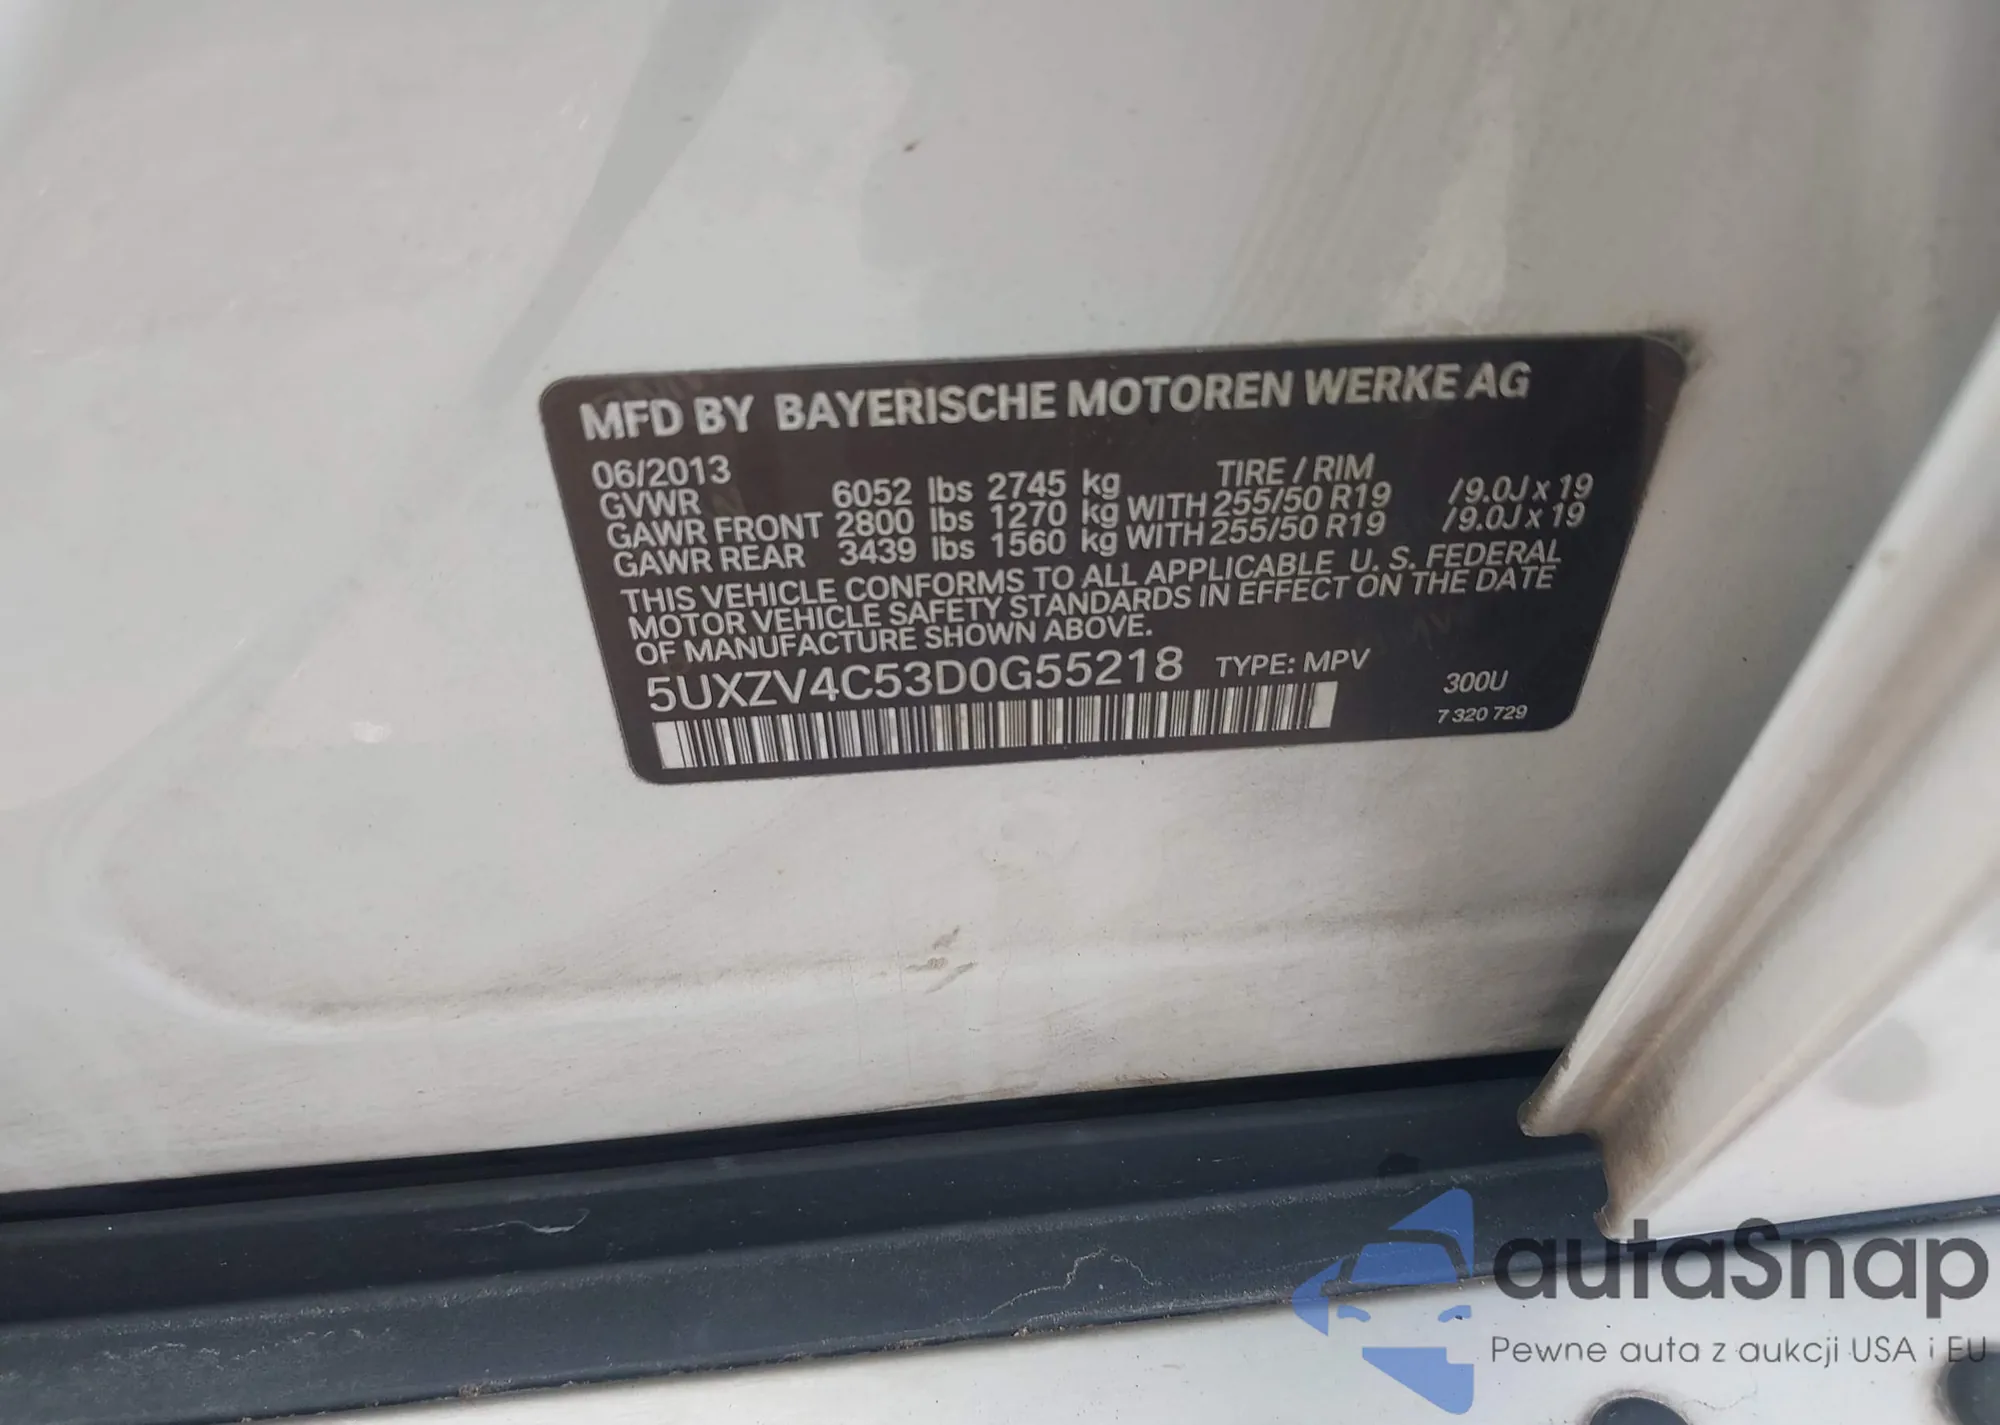 MFD BY BAYERISCHE MOTOREN WERKE AG
06/2013 TIRE / RIM
GVWR 6052 lbs 2745 kg
GAWR FRONT 2800 lbs 1270 kg WITH 255/50 R19 /9.0J x 19
GAWR REAR 3439 lbs 1560 kg WITH 255/50 R19 /9.0J x 19
THIS VEHICLE CONFORMS TO ALL APPLICABLE U. S. FEDERAL
MOTOR VEHICLE SAFETY STANDARDS IN EFFECT ON THE DATE
OF MANUFACTURE SHOWN ABOVE.
5UXZV4C53D0G55218 TYPE: MPV 300U
7 320 729
autaSnap
Pewne auta z aukcji USA i EU